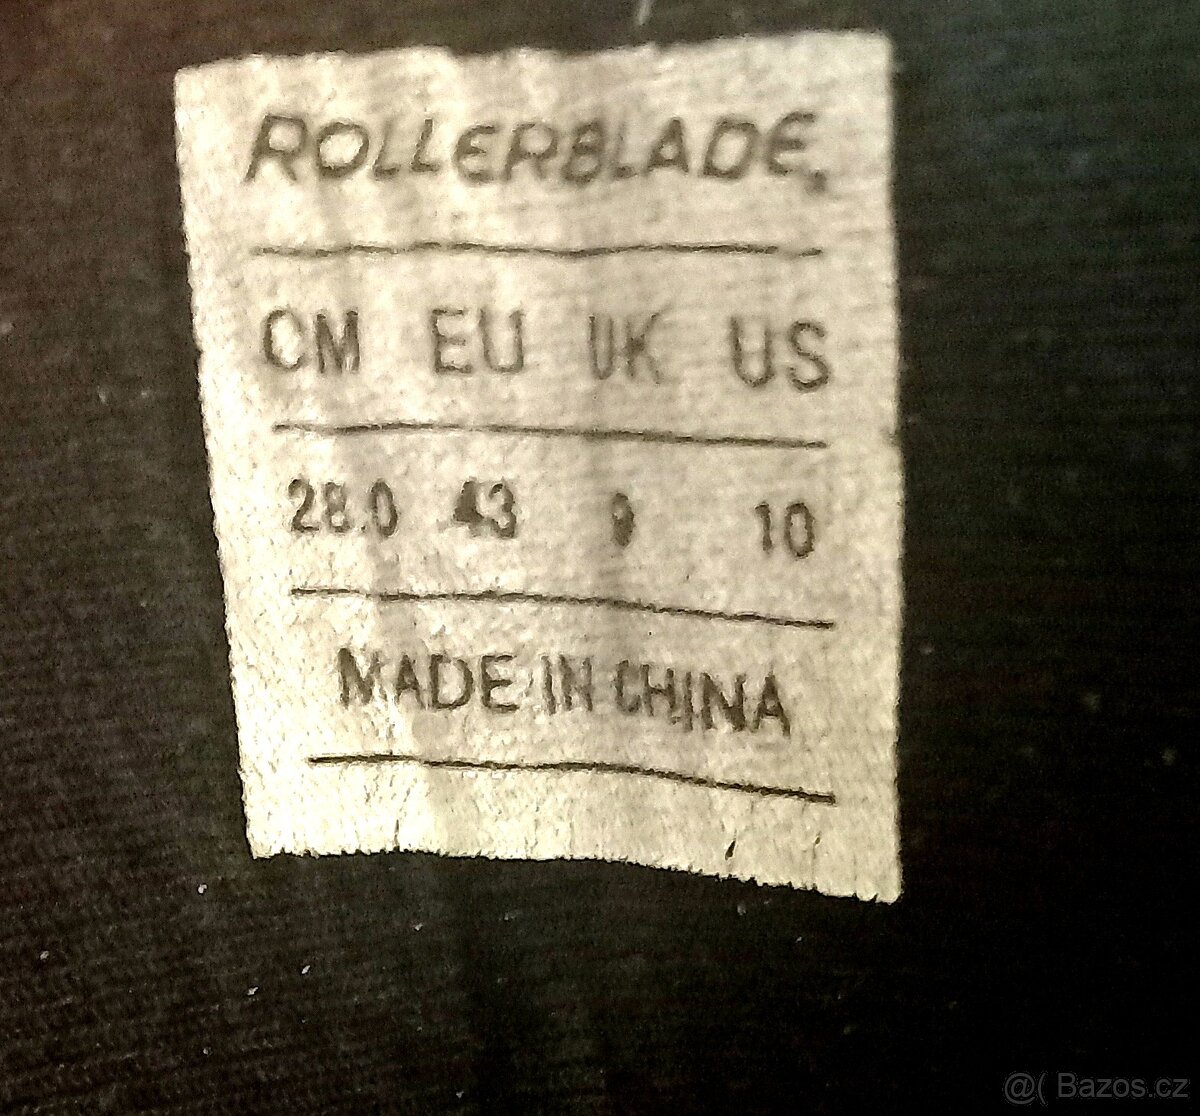 ROLLERBLADE.
CM EU UK US
28.0 43 9 10
MADE IN CHINA
@( Bazos.cz